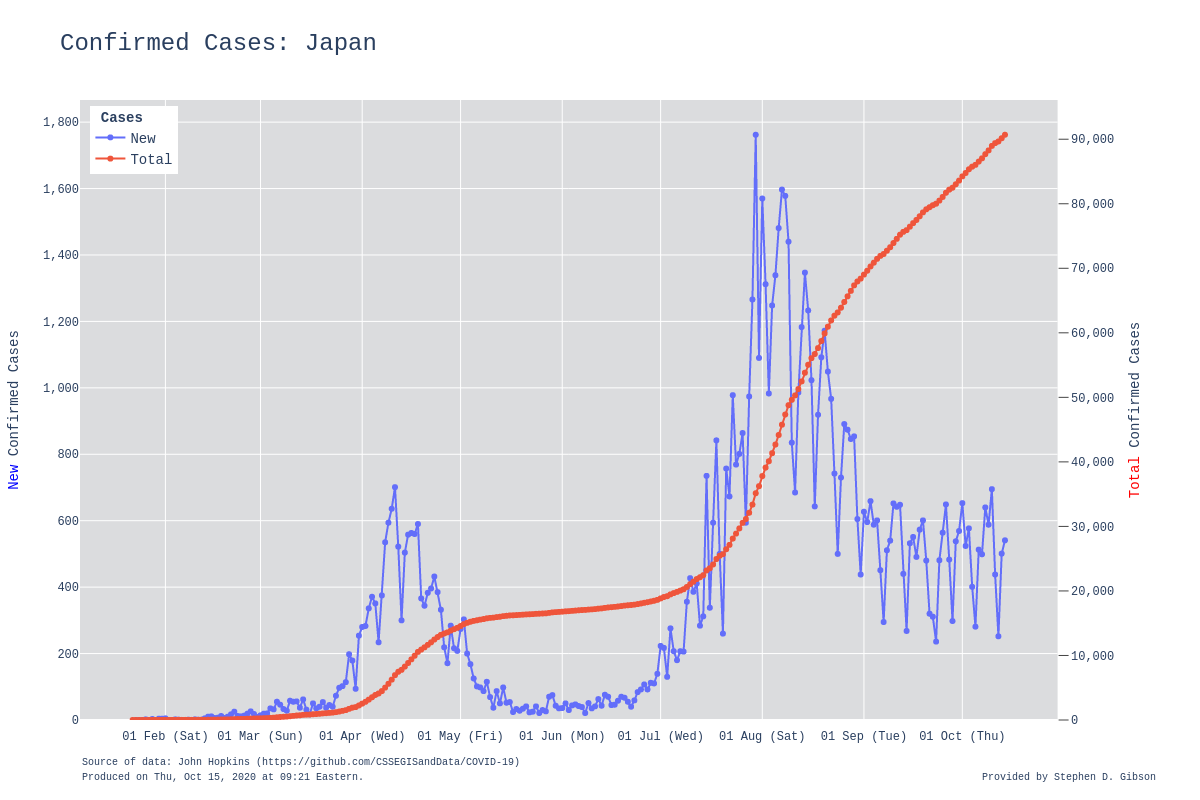 Confirmed Cases: Japan
Cases
New
Total
1,800
1,600
1,400
1,200
1,000
800
600
400
200
0
90,000
80,000
70,000
60,000
50,000
40,000
30,000
20,000
10,000
0
New Confirmed Cases
Total Confirmed Cases
01 Feb (Sat) 01 Mar (Sun) 01 Apr (Wed) 01 May (Fri) 01 Jun (Mon) 01 Jul (Wed) 01 Aug (Sat) 01 Sep (Tue) 01 Oct (Thu)
Source of data: John Hopkins (https://github.com/CSSEGISandData/COVID-19)
Produced on Thu, Oct 15, 2020 at 09:21 Eastern.
Provided by Stephen D. Gibson